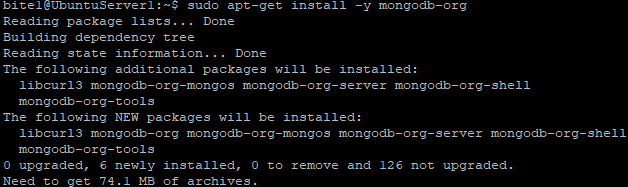 bite1@UbuntuServer1:~$ sudo apt-get install -y mongodb-org
Reading package lists... Done
Building dependency tree
Reading state information... Done
The following additional packages will be installed:
  libcurl3 mongodb-org-mongos mongodb-org-server mongodb-org-shell
  mongodb-org-tools
The following NEW packages will be installed:
  libcurl3 mongodb-org mongodb-org-mongos mongodb-org-server mongodb-org-shell
  mongodb-org-tools
0 upgraded, 6 newly installed, 0 to remove and 126 not upgraded.
Need to get 74.1 MB of archives.